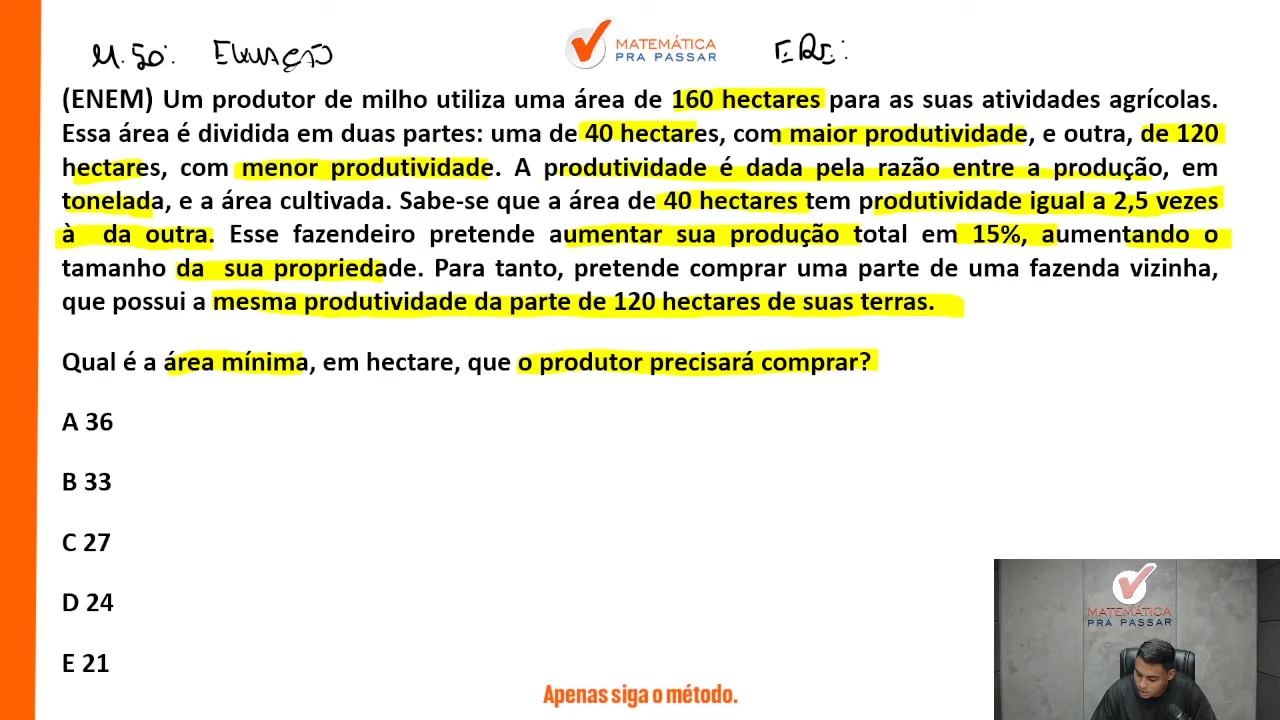 M.50: EQUAÇÃO
MATEMÁTICA
PRA PASSAR
(ENEM) Um produtor de milho utiliza uma área de 160 hectares para as suas atividades agrícolas.
Essa área é dividida em duas partes: uma de 40 hectares, com maior produtividade, e outra, de 120
hectares, com menor produtividade. A produtividade é dada pela razão entre a produção, em
tonelada, e a área cultivada. Sabe-se que a área de 40 hectares tem produtividade igual a 2,5 vezes
à da outra. Esse fazendeiro pretende aumentar sua produção total em 15%, aumentando o
tamanho da sua propriedade. Para tanto, pretende comprar uma parte de uma fazenda vizinha,
que possui a mesma produtividade da parte de 120 hectares de suas terras.
Qual é a área mínima, em hectare, que o produtor precisará comprar?
A 36
B 33
C 27
D 24
E 21
MATEMÁTICA
PRA PASSAR
Apenas siga o método.